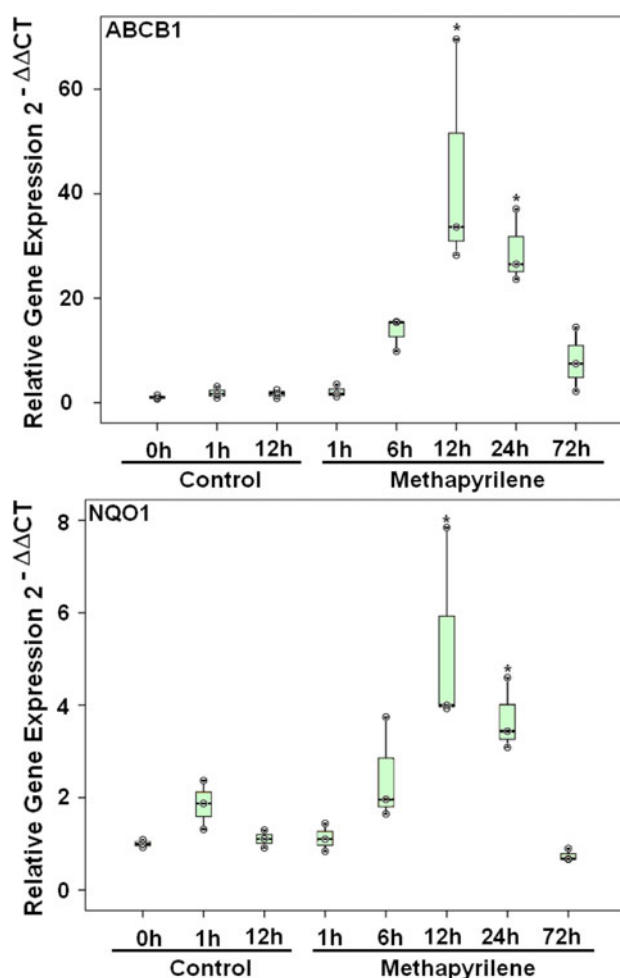 ABCB1
Relative Gene Expression 2^-ΔΔCT
60
40
20
0
0h 1h 12h 1h 6h 12h 24h 72h
Control Methapyrilene
*
*
NQO1
Relative Gene Expression 2^-ΔΔCT
8
6
4
2
0
0h 1h 12h 1h 6h 12h 24h 72h
Control Methapyrilene
*
*